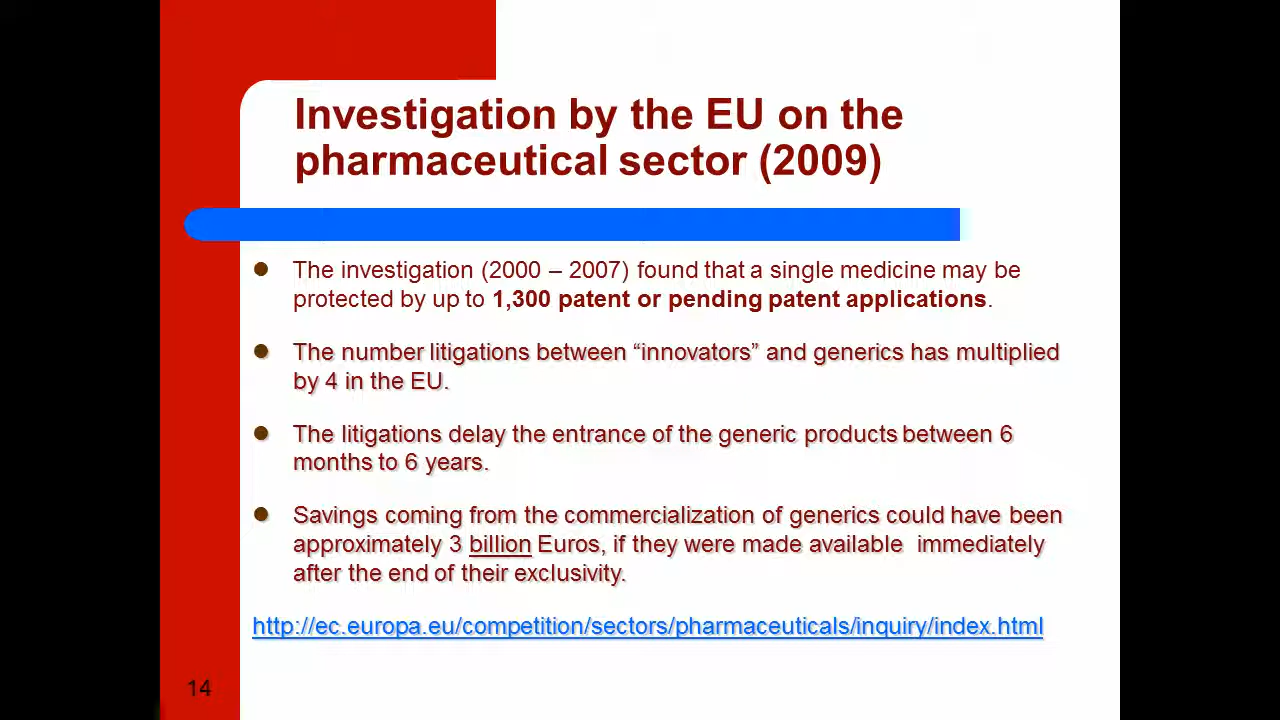 Investigation by the EU on the
pharmaceutical sector (2009)
● The investigation (2000 – 2007) found that a single medicine may be
protected by up to 1,300 patent or pending patent applications.
● The number litigations between “innovators” and generics has multiplied
by 4 in the EU.
● The litigations delay the entrance of the generic products between 6
months to 6 years.
● Savings coming from the commercialization of generics could have been
approximately 3 billion Euros, if they were made available immediately
after the end of their exclusivity.
http://ec.europa.eu/competition/sectors/pharmaceuticals/inquiry/index.html
14